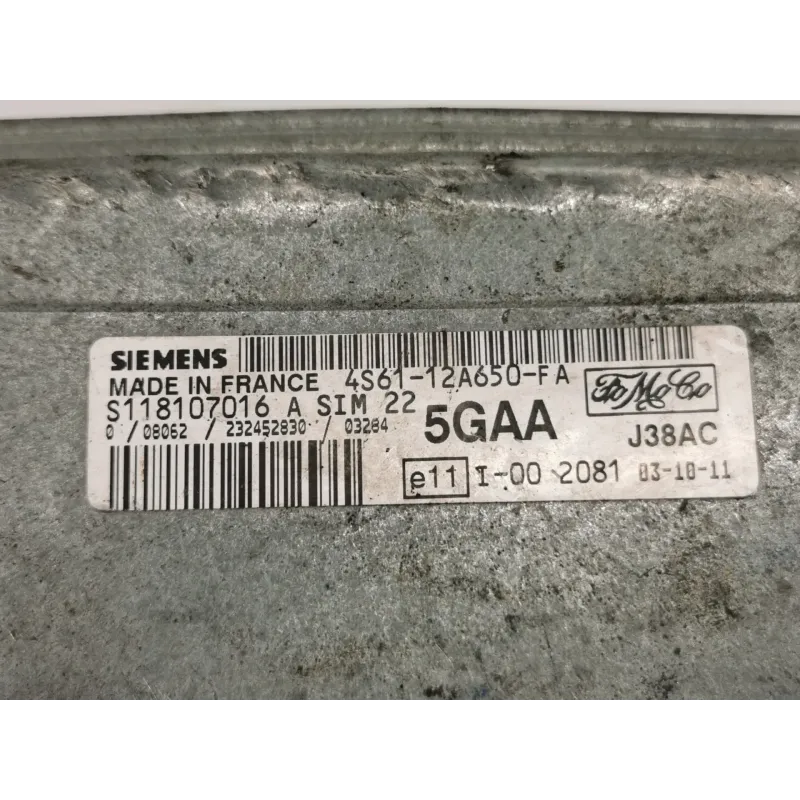 SIEMENS
MADE IN FRANCE 4S61-12A650-FA
FoMoCo
S118107016 A SIM 22
0 / 08062 / 232452830 / 03284
5GAA
J38AC
e11 I-00 2081 03-10-11